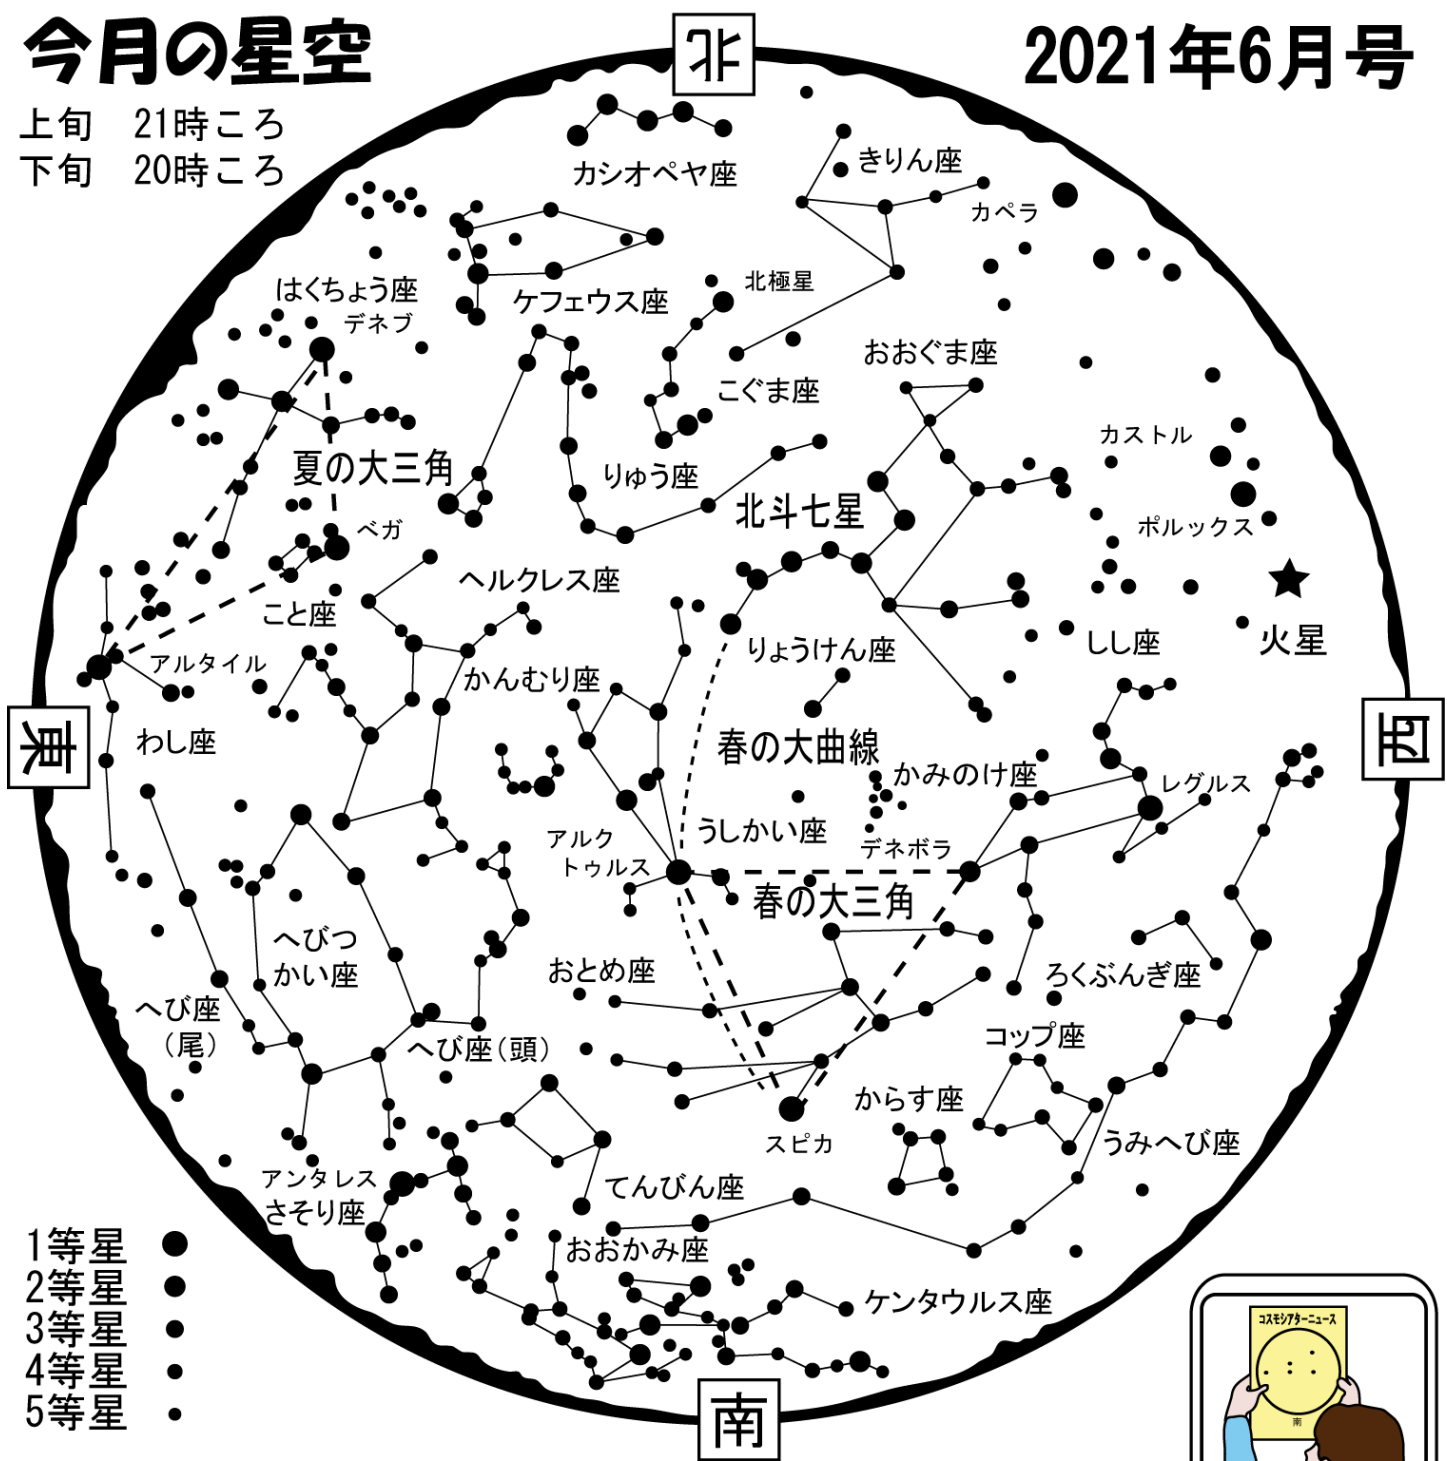 今月の星空
2021年6月号
上旬　21時ころ
下旬　20時ころ
北
カシオペヤ座
きりん座
カペラ
北極星
はくちょう座
デネブ
ケフェウス座
おおぐま座
こぐま座
カストル
夏の大三角
りゅう座
北斗七星
ポルックス
ベガ
ヘルクレス座
こと座
りょうけん座
しし座
火星
アルタイル
かんむり座
わし座
東
西
春の大曲線
かみのけ座
レグルス
うしかい座
アルク
トゥルス
デネボラ
春の大三角
へびつ
かい座
おとめ座
ろくぶんぎ座
へび座
（尾）
へび座（頭）
コップ座
からす座
うみへび座
スピカ
アンタレス
さそり座
てんびん座
おおかみ座
ケンタウルス座
1等星
2等星
3等星
4等星
5等星
南
コスモシアターニュース
南